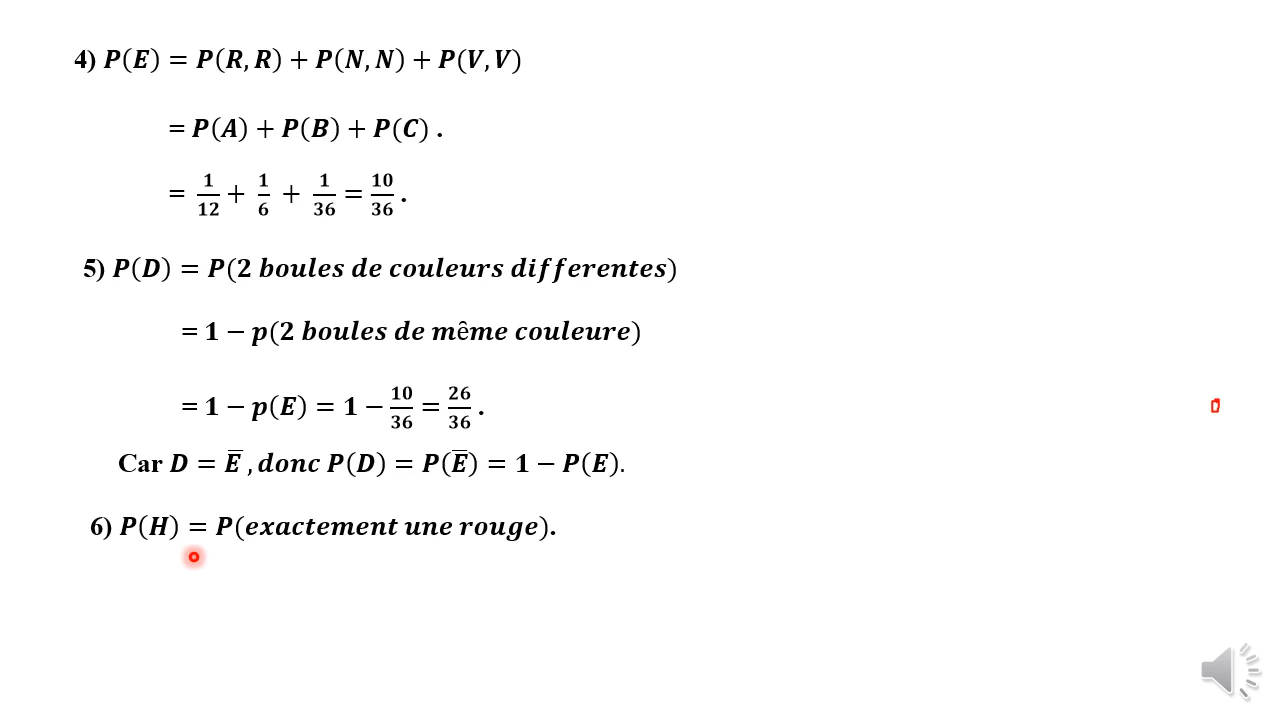 4) P(E) = P(R, R) + P(N, N) + P(V, V)
= P(A) + P(B) + P(C) .
= 1/12 + 1/6 + 1/36 = 10/36 .
5) P(D) = P(2 boules de couleurs differentes)
= 1 − p(2 boules de même couleure)
= 1 − p(E) = 1 − 10/36 = 26/36 .
Car D = E̅ , donc P(D) = P(E̅) = 1 − P(E).
6) P(H) = P(exactement une rouge).